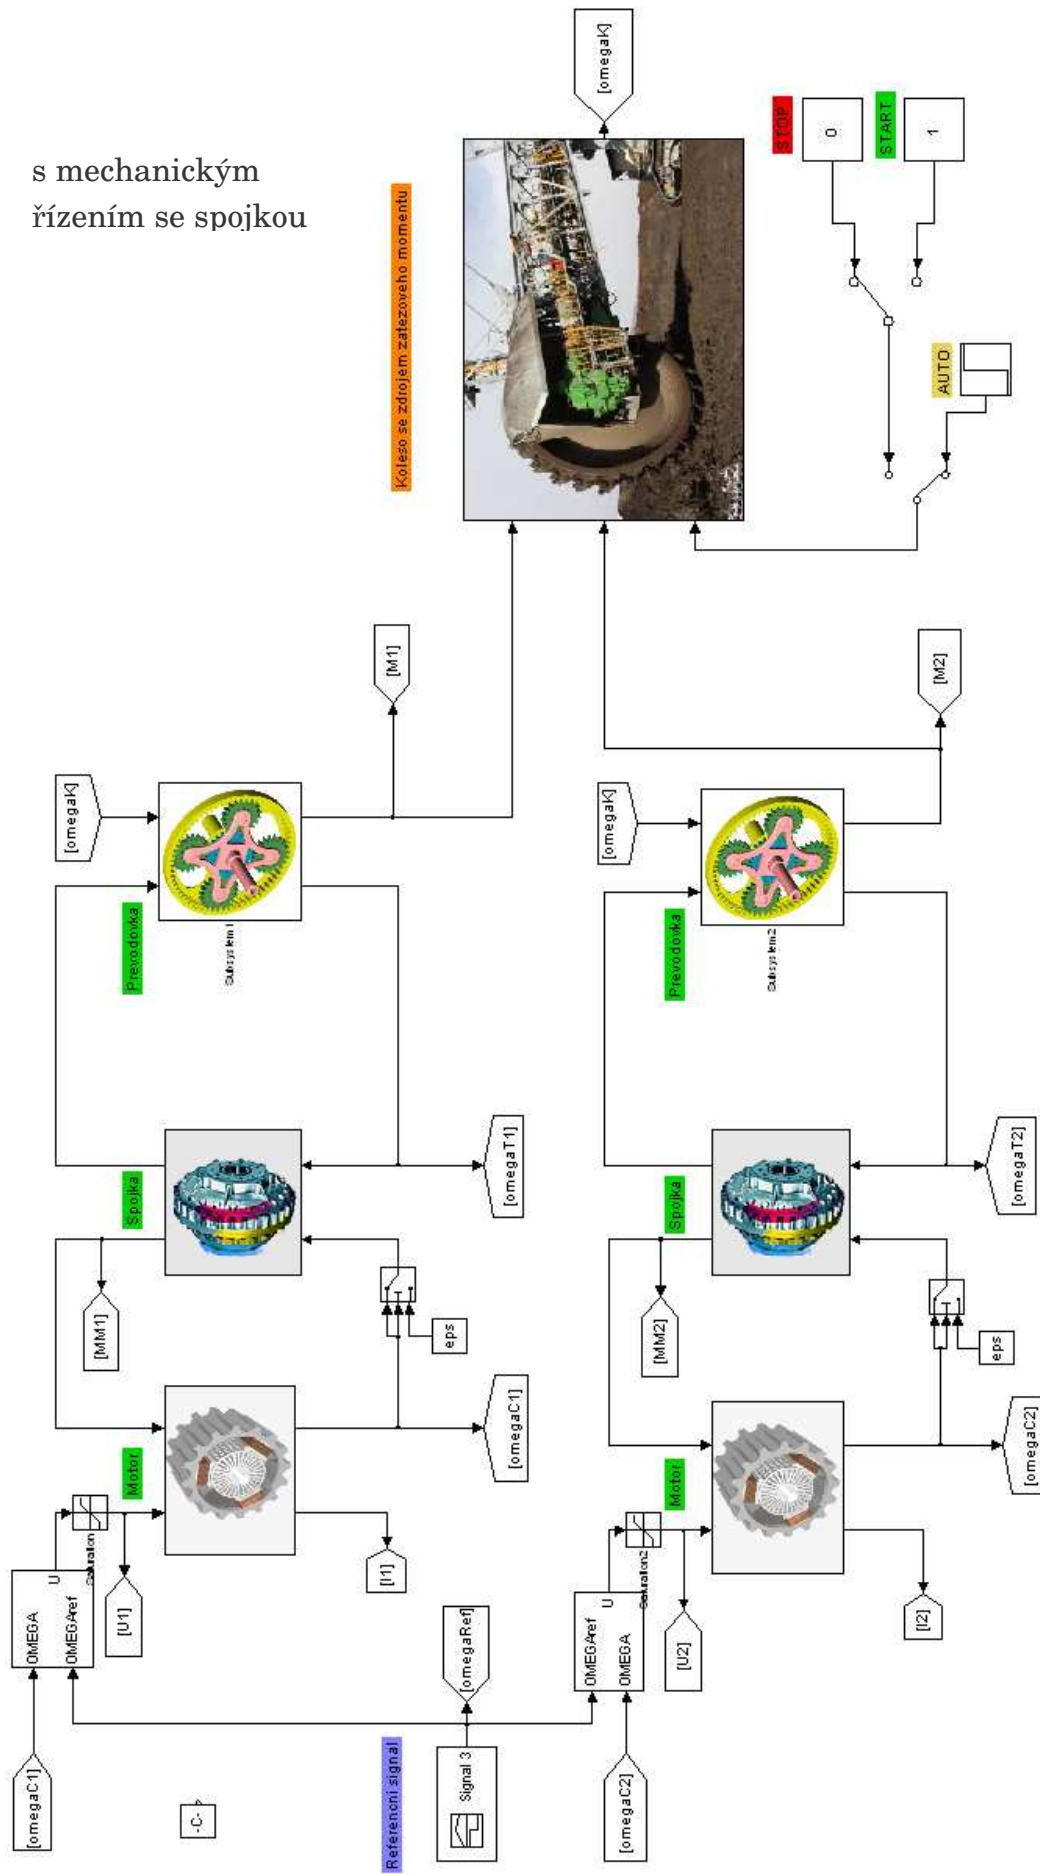 s mechanickým
řízením se spojkou
[omegaC1]
-C-
Referencni signal
Signal 3
[omegaRef]
[omegaC2]
OMEGA
OMEGAref
U
Saturation
[U1]
Motor
[I1]
[omegaC1]
[MM1]
eps
Spojka
[omegaT1]
Prevodovka
Subsystem1
[omegaK]
[M1]
OMEGAref
OMEGA
U
Saturation2
[U2]
Motor
[I2]
[omegaC2]
[MM2]
eps
Spojka
[omegaT2]
Prevodovka
Subsystem2
[omegaK]
[M2]
Koleso se zdrojem zatezoveho momentu
[omegaK]
STOP
0
START
1
AUTO